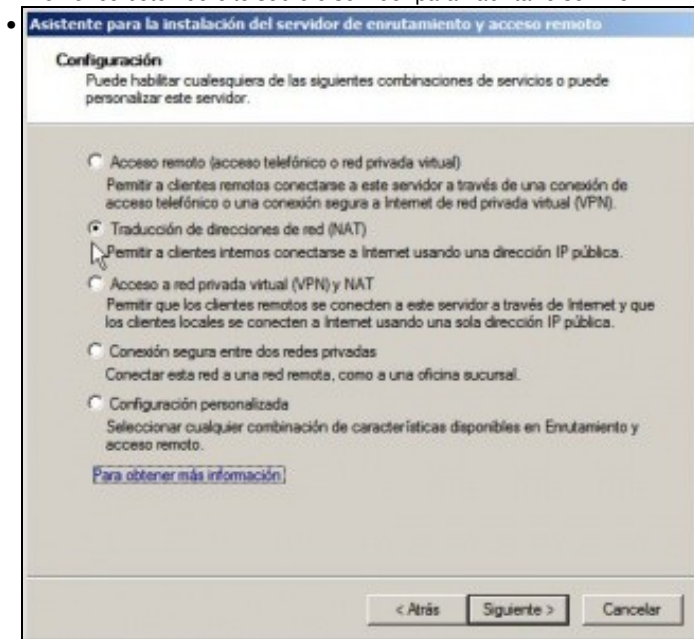 Asistente para la instalación del servidor de enrutamiento y acceso remoto
Configuración
Puede habilitar cualesquiera de las siguientes combinaciones de servicios o puede
personalizar este servidor.
Acceso remoto (acceso telefónico o red privada virtual)
Permitir a clientes remotos conectarse a este servidor a través de una conexión de
acceso telefónico o una conexión segura a Internet de red privada virtual (VPN).
Traducción de direcciones de red (NAT)
Permitir a clientes internos conectarse a Internet usando una dirección IP pública.
Acceso a red privada virtual (VPN) y NAT
Permitir que los clientes remotos se conecten a este servidor a través de Internet y que
los clientes locales se conecten a Internet usando una sola dirección IP pública.
Conexión segura entre dos redes privadas
Conectar esta red a una red remota, como a una oficina sucursal.
Configuración personalizada
Seleccionar cualquier combinación de características disponibles en Enrutamiento y
acceso remoto.
Para obtener más información
< Atrás Siguiente > Cancelar